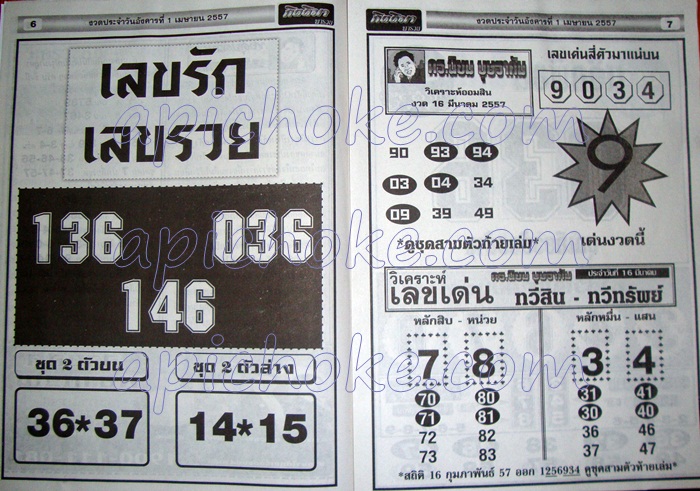 6
งวดประจำวันอังคารที่ 1 เมษายน 2557
เลขรัก
เลขรวย
136 036
146
ชุด 2 ตัวบน
ชุด 2 ตัวล่าง
36*37
14*15
งวดประจำวันอังคารที่ 1 เมษายน 2557
7
วิเคราะห์ออมสิน
งวด 16 มีนาคม 2557
เลขเด่นสี่ตัวมาแน่บน
9 0 3 4
90 93 94
03 04 34
09 39 49
*ดูชุดสามตัวท้ายเล่ม*
9
เด่นงวดนี้
วิเคราะห์
เลขเด่น
ประจำวันที่ 16 มีนาคม
ทวีสิน - ทวีทรัพย์
หลักสิบ - หน่วย
7 8
70 80
71 81
72 82
73 83
หลักหมื่น - แสน
3 4
31 41
30 40
36 46
37 47
*สถิติ 16 กุมภาพันธ์ 57 ออก 1256934 ดูชุดสามตัวท้ายเล่ม*
apichoke.com
apichoke.com
apichoke.com
apichoke.com